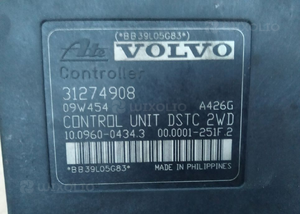 (*BB39L05G83*)
Ate VOLVO
Controller
31274908
09W454 A426G
CONTROL UNIT DSTC 2WD
10.0960-0434.3 00.0001-251F.2
*BB39L05G83* MADE IN PHILIPPINES